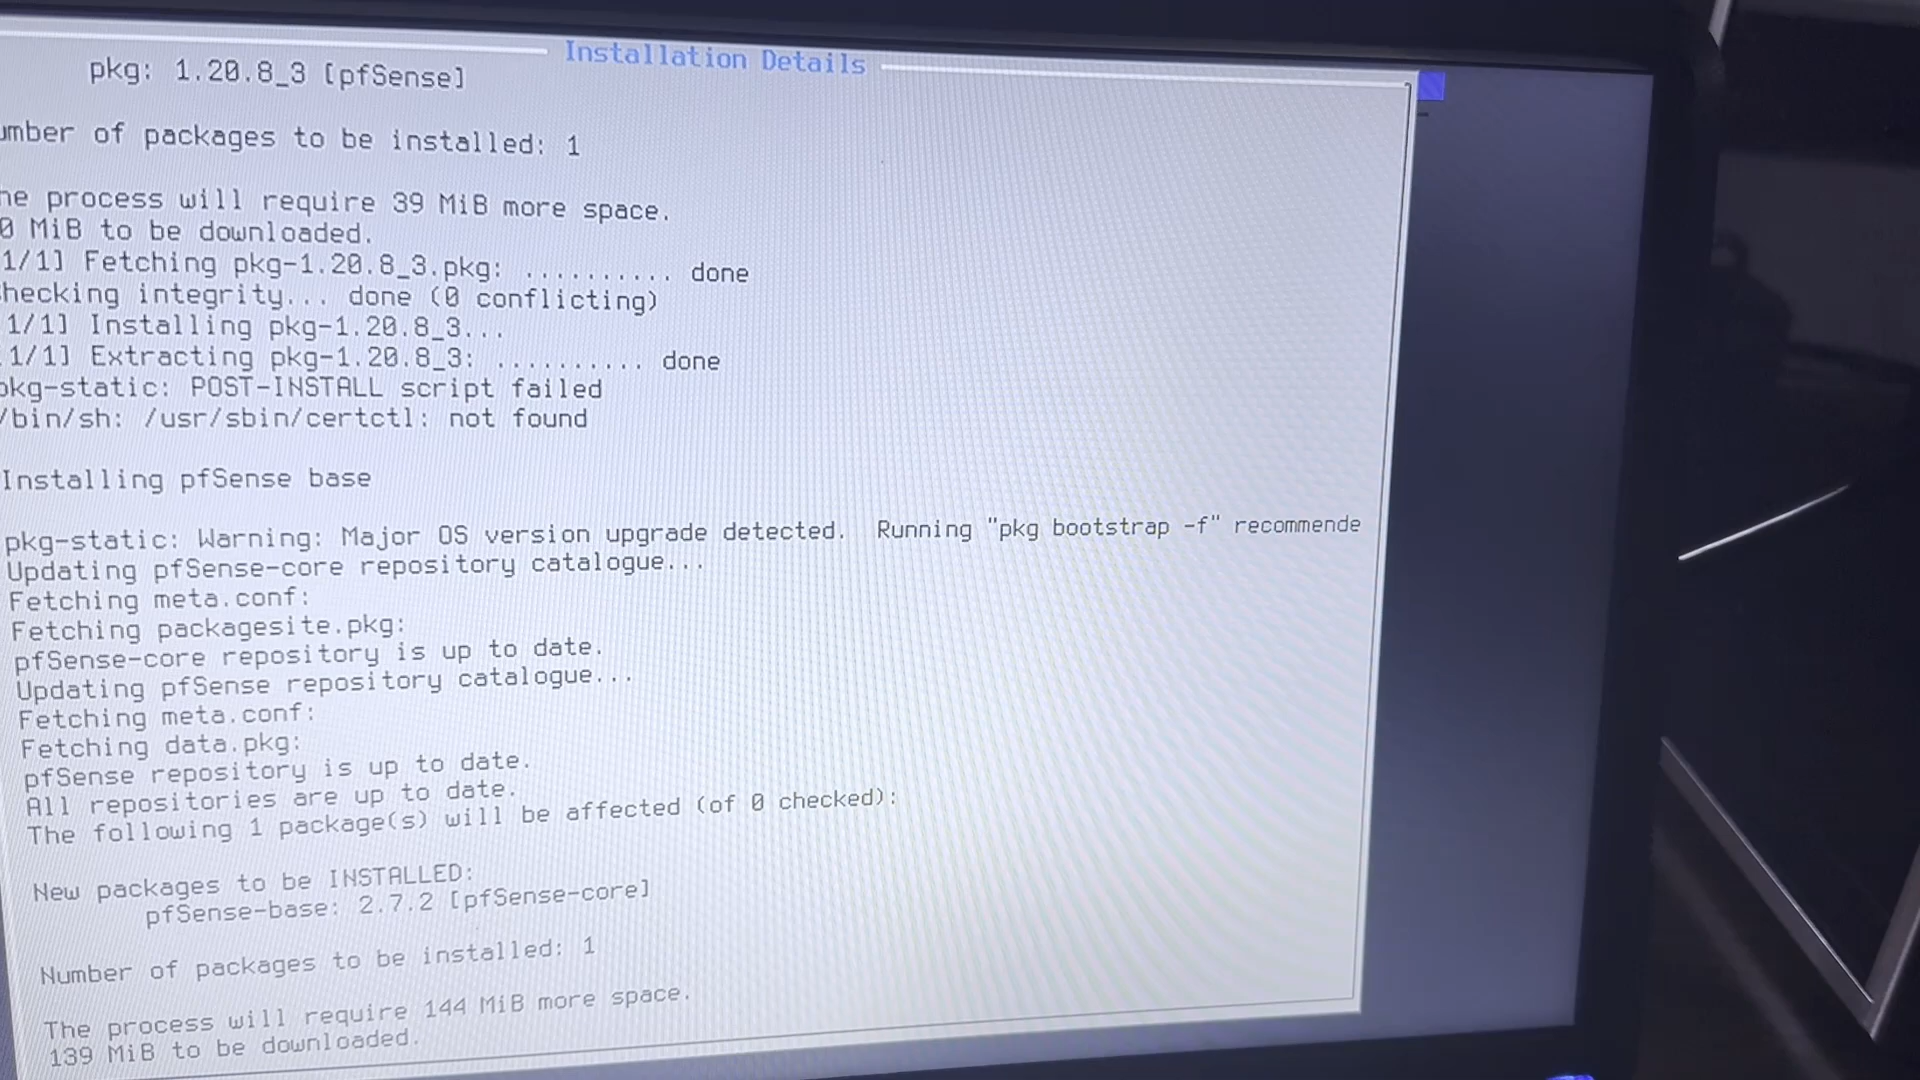 Installation Details
pkg: 1.20.8_3 [pfSense]
umber of packages to be installed: 1
he process will require 39 MiB more space.
0 MiB to be downloaded.
1/1] Fetching pkg-1.20.8_3.pkg: .......... done
hecking integrity... done (0 conflicting)
1/1] Installing pkg-1.20.8_3...
1/1] Extracting pkg-1.20.8_3: .......... done
pkg-static: POST-INSTALL script failed
/bin/sh: /usr/sbin/certctl: not found
Installing pfSense base
pkg-static: Warning: Major OS version upgrade detected.  Running "pkg bootstrap -f" recommende
Updating pfSense-core repository catalogue...
Fetching meta.conf:
Fetching packagesite.pkg:
pfSense-core repository is up to date.
Updating pfSense repository catalogue...
Fetching meta.conf:
Fetching data.pkg:
pfSense repository is up to date.
All repositories are up to date.
The following 1 package(s) will be affected (of 0 checked):
New packages to be INSTALLED:
pfSense-base: 2.7.2 [pfSense-core]
Number of packages to be installed: 1
The process will require 144 MiB more space.
139 MiB to be downloaded.